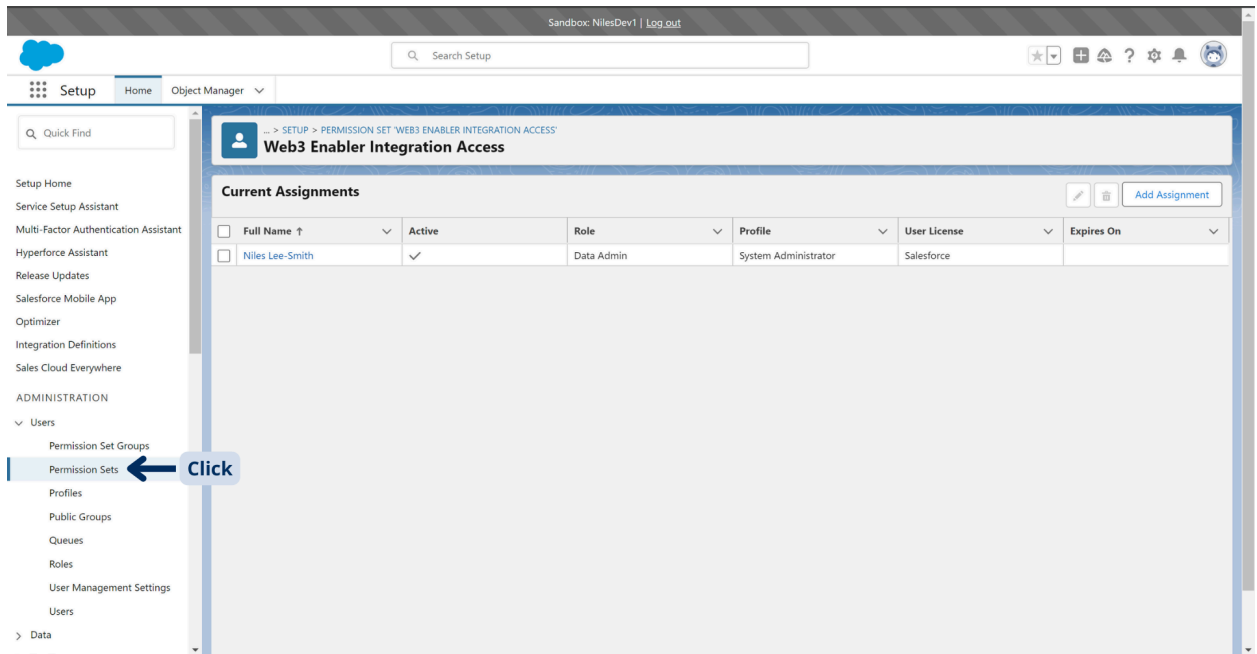 Sandbox: NilesDev1 | Log out
Search Setup
Setup Home Object Manager
Quick Find
Setup Home
Service Setup Assistant
Multi-Factor Authentication Assistant
Hyperforce Assistant
Release Updates
Salesforce Mobile App
Optimizer
Integration Definitions
Sales Cloud Everywhere
ADMINISTRATION
Users
Permission Set Groups
Permission Sets
Click
Profiles
Public Groups
Queues
Roles
User Management Settings
Users
Data
... > SETUP > PERMISSION SET 'WEB3 ENABLER INTEGRATION ACCESS'
Web3 Enabler Integration Access
Current Assignments
Add Assignment
Full Name ↑ Active Role Profile User License Expires On
Niles Lee-Smith Data Admin System Administrator Salesforce